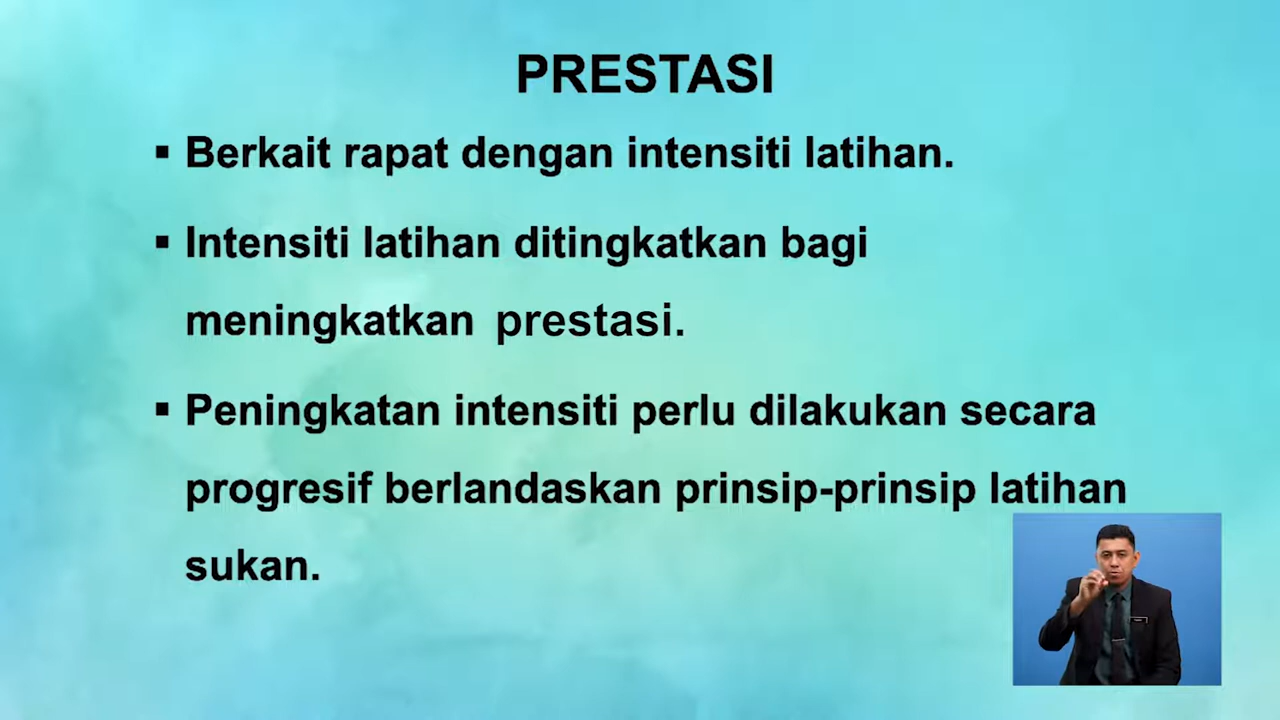 PRESTASI
▪ Berkait rapat dengan intensiti latihan.
▪ Intensiti latihan ditingkatkan bagi
meningkatkan prestasi.
▪ Peningkatan intensiti perlu dilakukan secara
progresif berlandaskan prinsip-prinsip latihan
sukan.